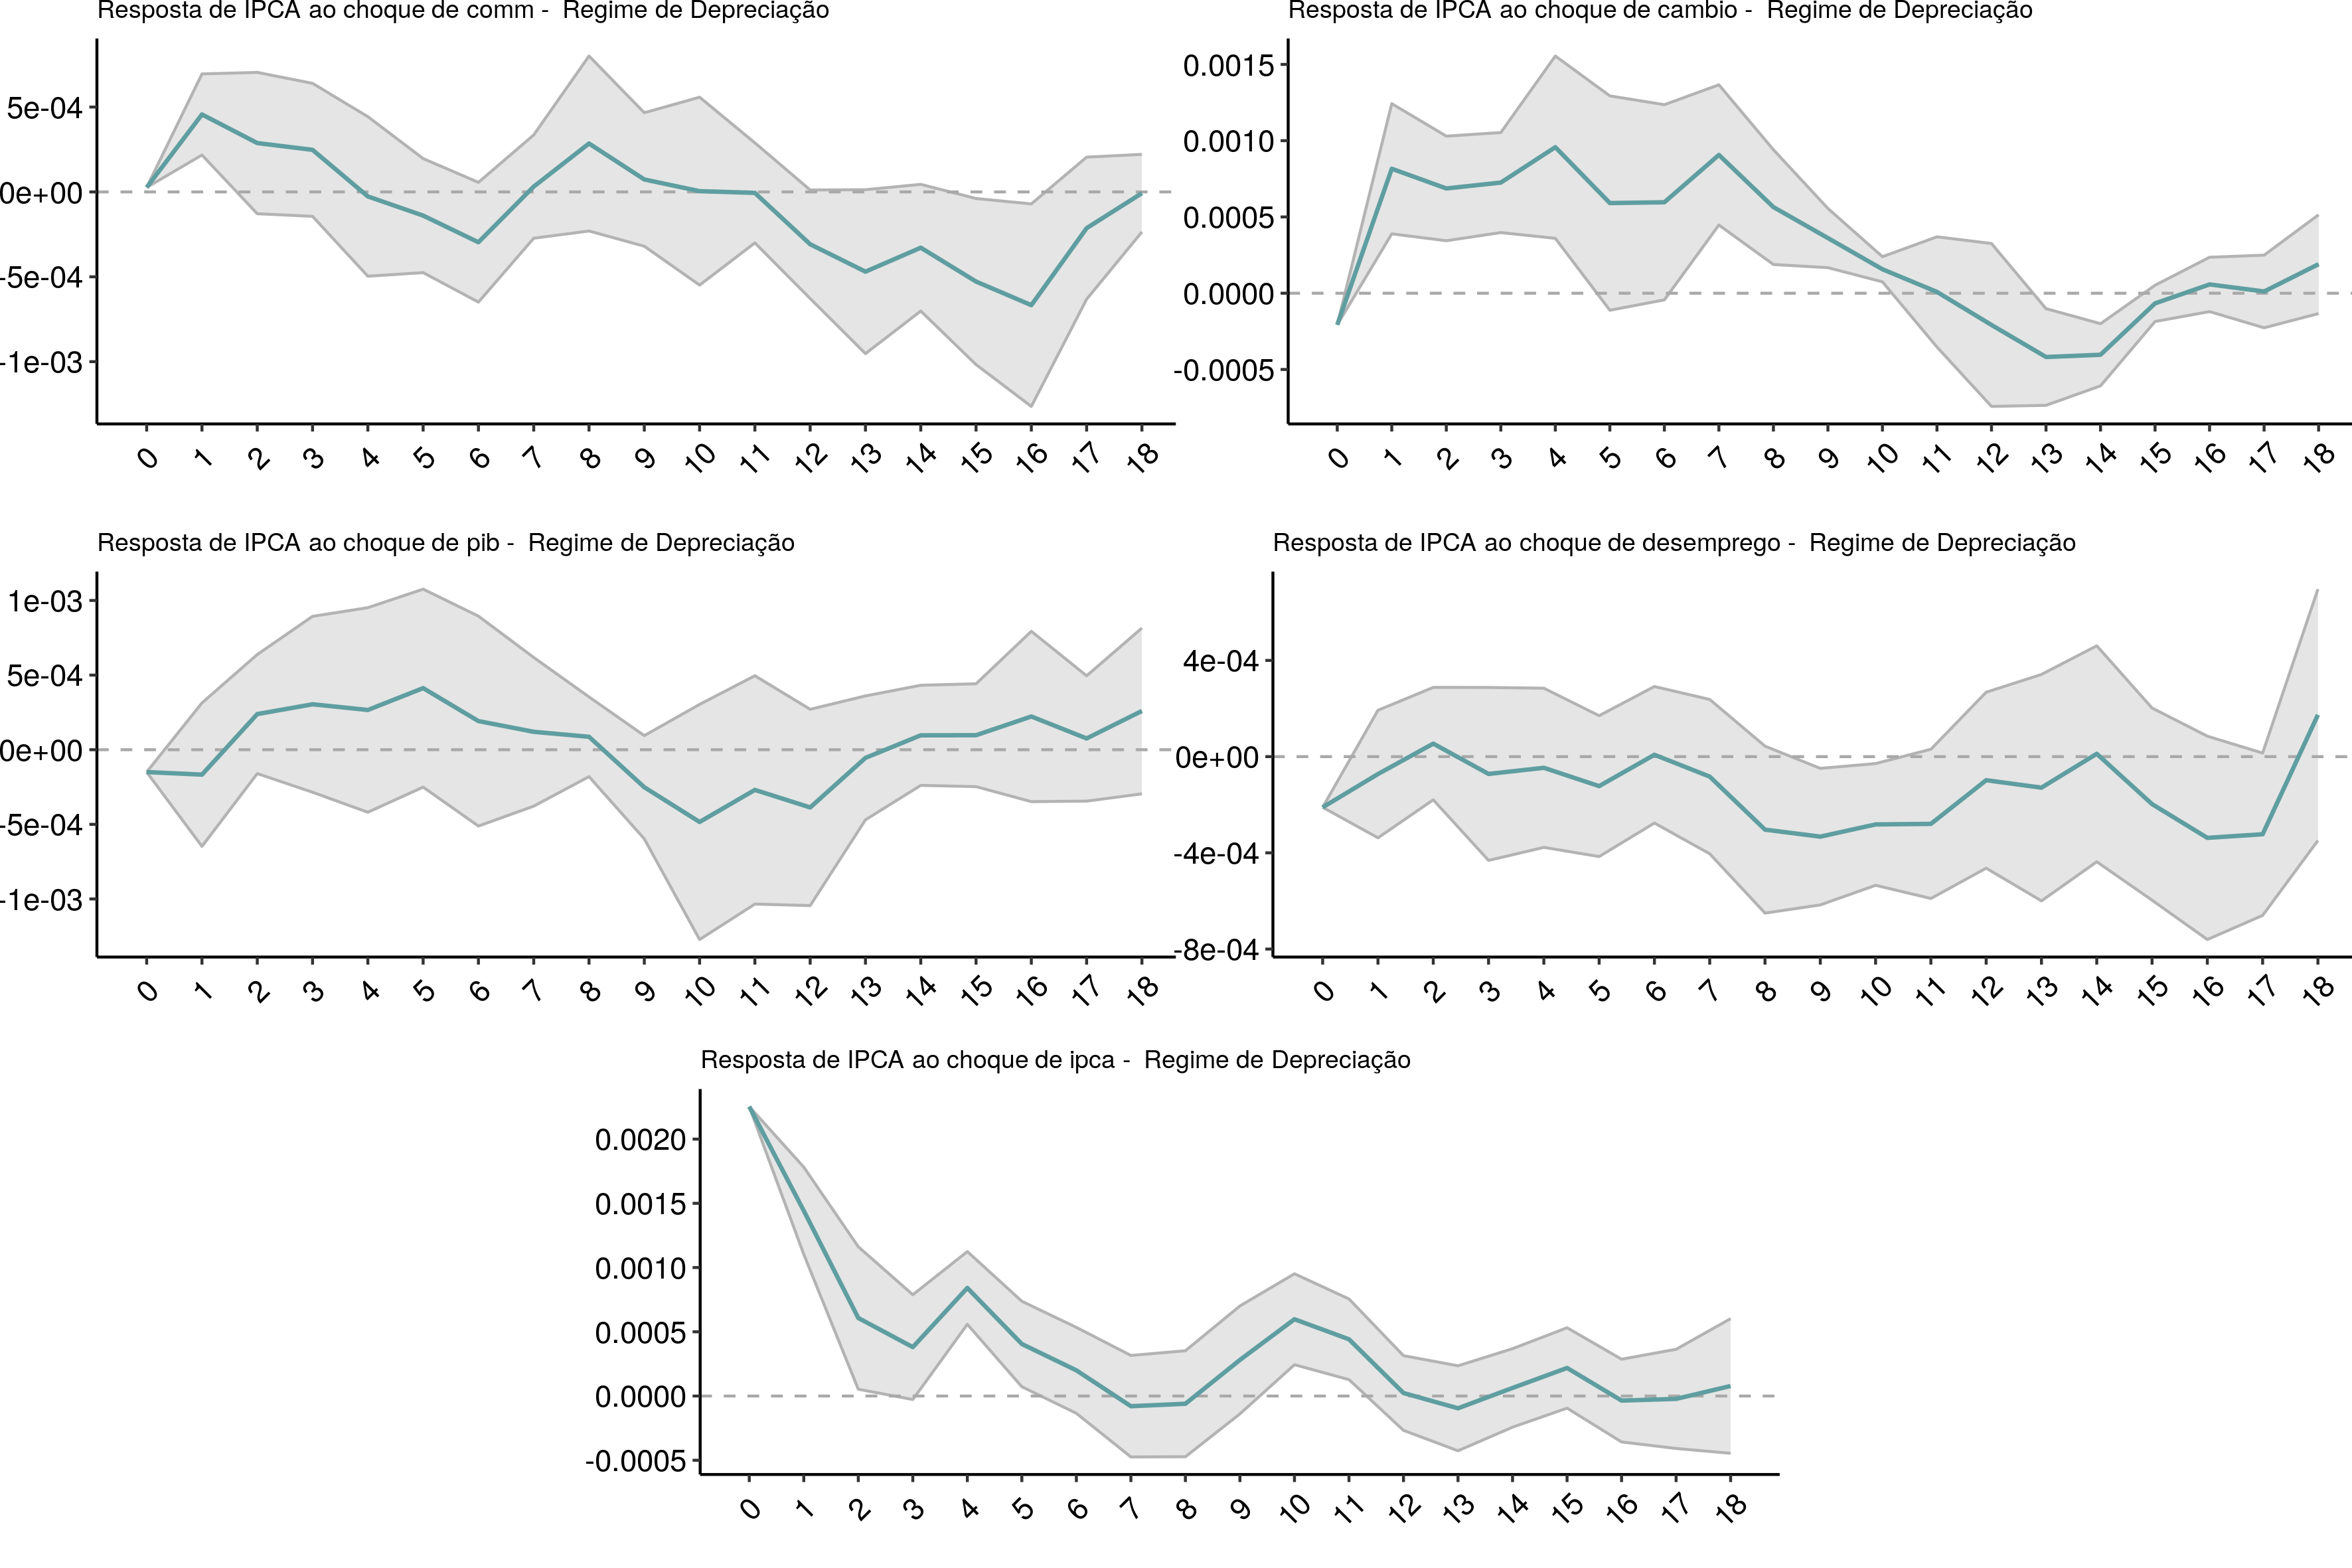 Resposta de IPCA ao choque de comm - Regime de Depreciação
5e-04
0e+00
-5e-04
-1e-03
0 1 2 3 4 5 6 7 8 9 10 11 12 13 14 15 16 17 18
Resposta de IPCA ao choque de cambio - Regime de Depreciação
0.0015
0.0010
0.0005
0.0000
-0.0005
0 1 2 3 4 5 6 7 8 9 10 11 12 13 14 15 16 17 18
Resposta de IPCA ao choque de pib - Regime de Depreciação
1e-03
5e-04
0e+00
-5e-04
-1e-03
0 1 2 3 4 5 6 7 8 9 10 11 12 13 14 15 16 17 18
Resposta de IPCA ao choque de desemprego - Regime de Depreciação
4e-04
0e+00
-4e-04
-8e-04
0 1 2 3 4 5 6 7 8 9 10 11 12 13 14 15 16 17 18
Resposta de IPCA ao choque de ipca - Regime de Depreciação
0.0020
0.0015
0.0010
0.0005
0.0000
-0.0005
0 1 2 3 4 5 6 7 8 9 10 11 12 13 14 15 16 17 18